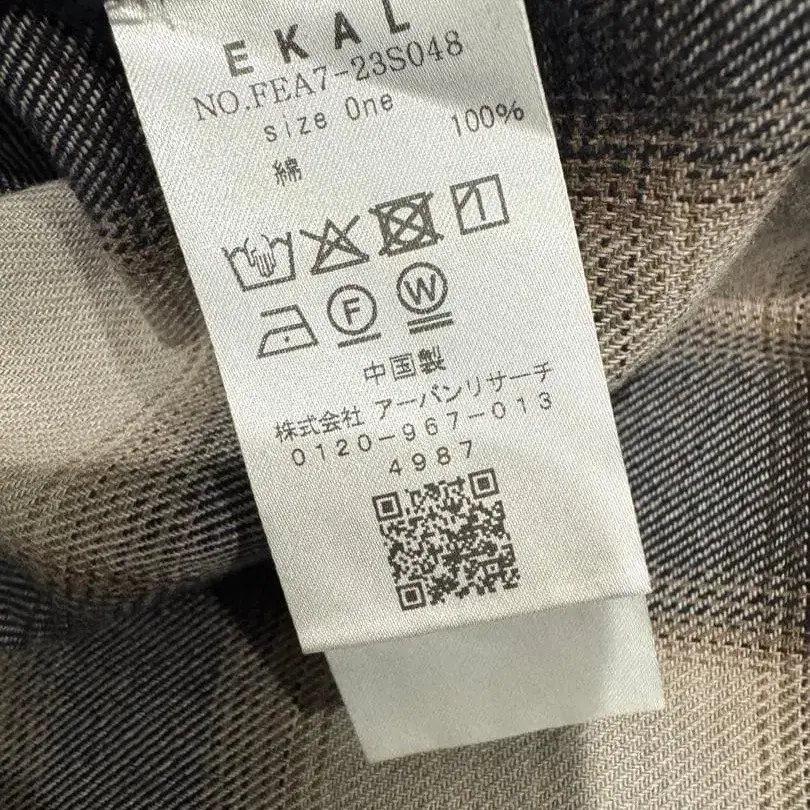 EKAL
NO.FEA7-23S048
size One
綿 100%
F W
中国製
株式会社 アーバンリサーチ
0120-967-013
4987